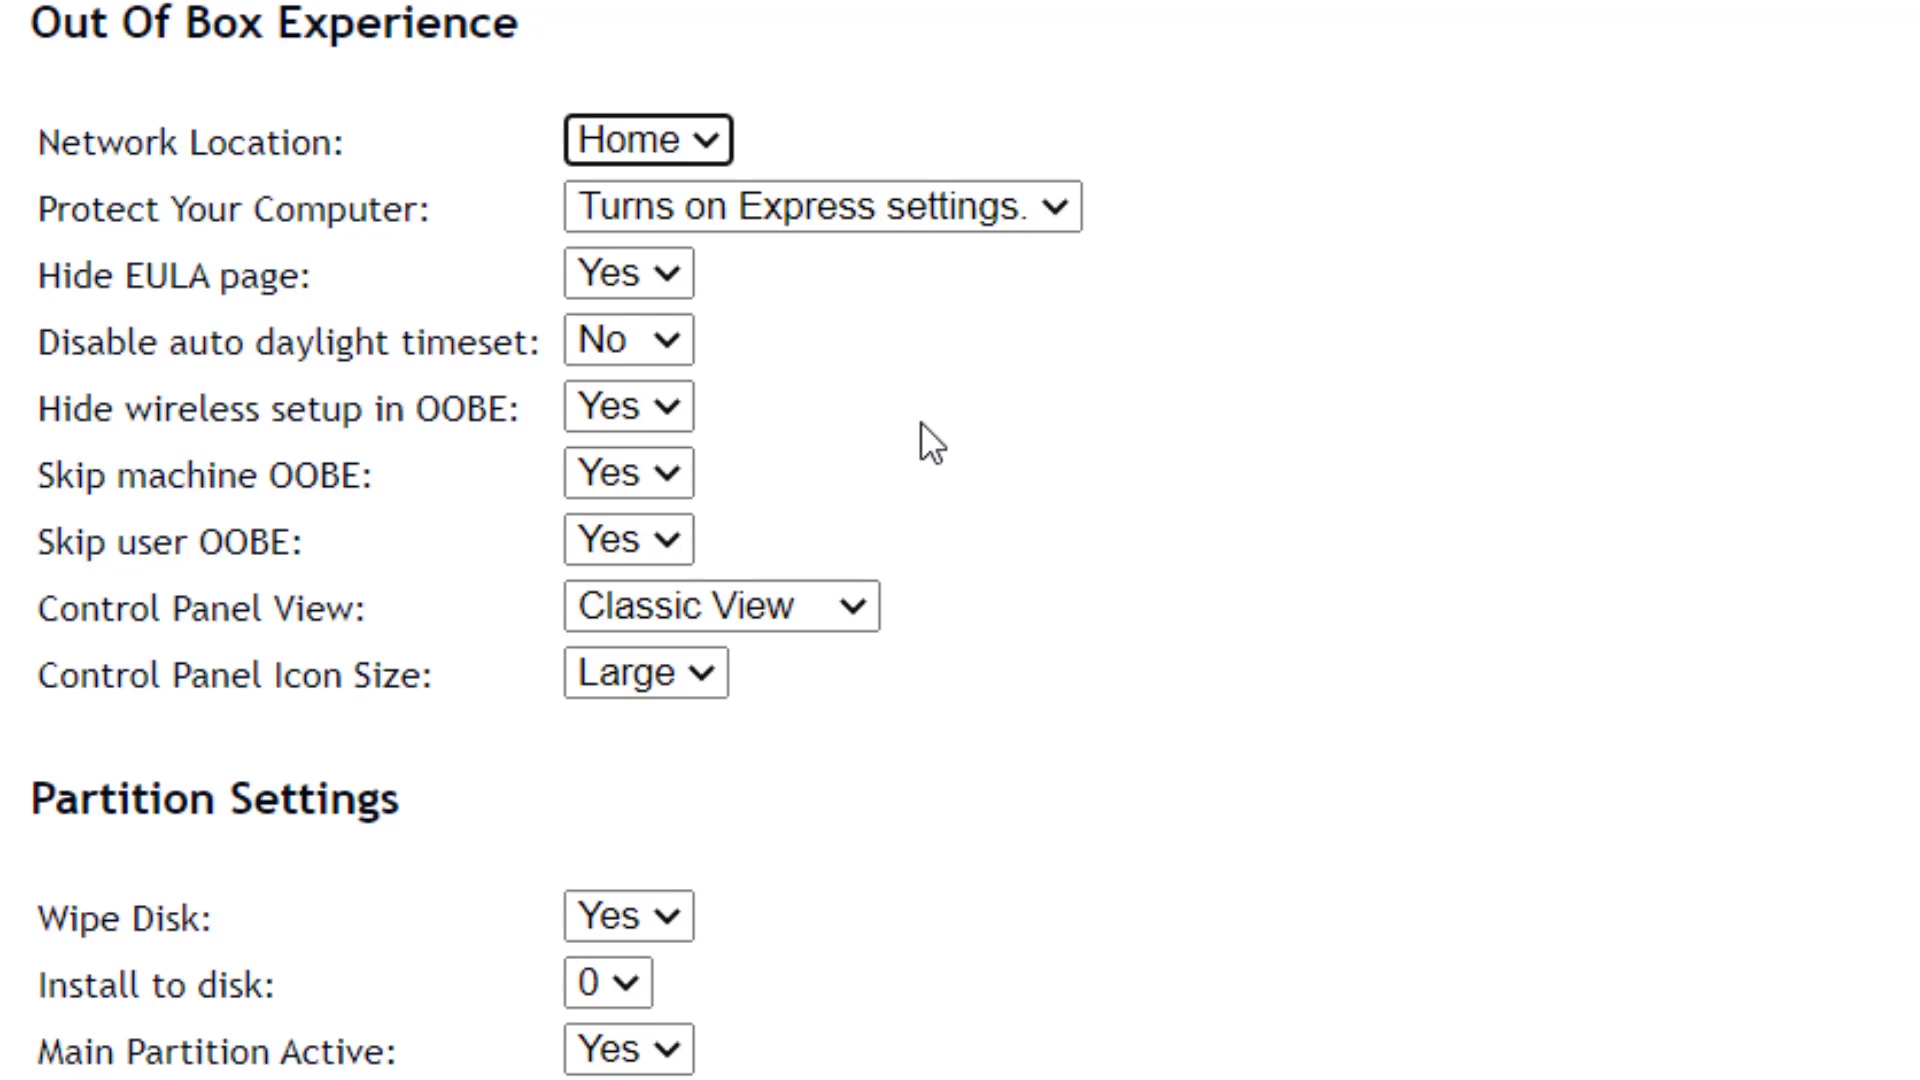 Out Of Box Experience
Network Location: Home
Protect Your Computer: Turns on Express settings.
Hide EULA page: Yes
Disable auto daylight timeset: No
Hide wireless setup in OOBE: Yes
Skip machine OOBE: Yes
Skip user OOBE: Yes
Control Panel View: Classic View
Control Panel Icon Size: Large
Partition Settings
Wipe Disk: Yes
Install to disk: 0
Main Partition Active: Yes